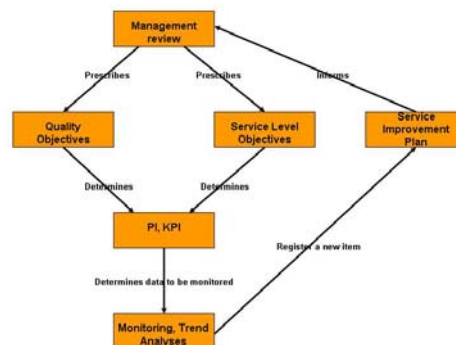 Management
review
Prescribes
Prescribes
Informs
Quality
Objectives
Service Level
Objectives
Service
Improvement
Plan
Determines
Determines
PI, KPI
Register a new item
Determines data to be monitored
Monitoring, Trend
Analyses